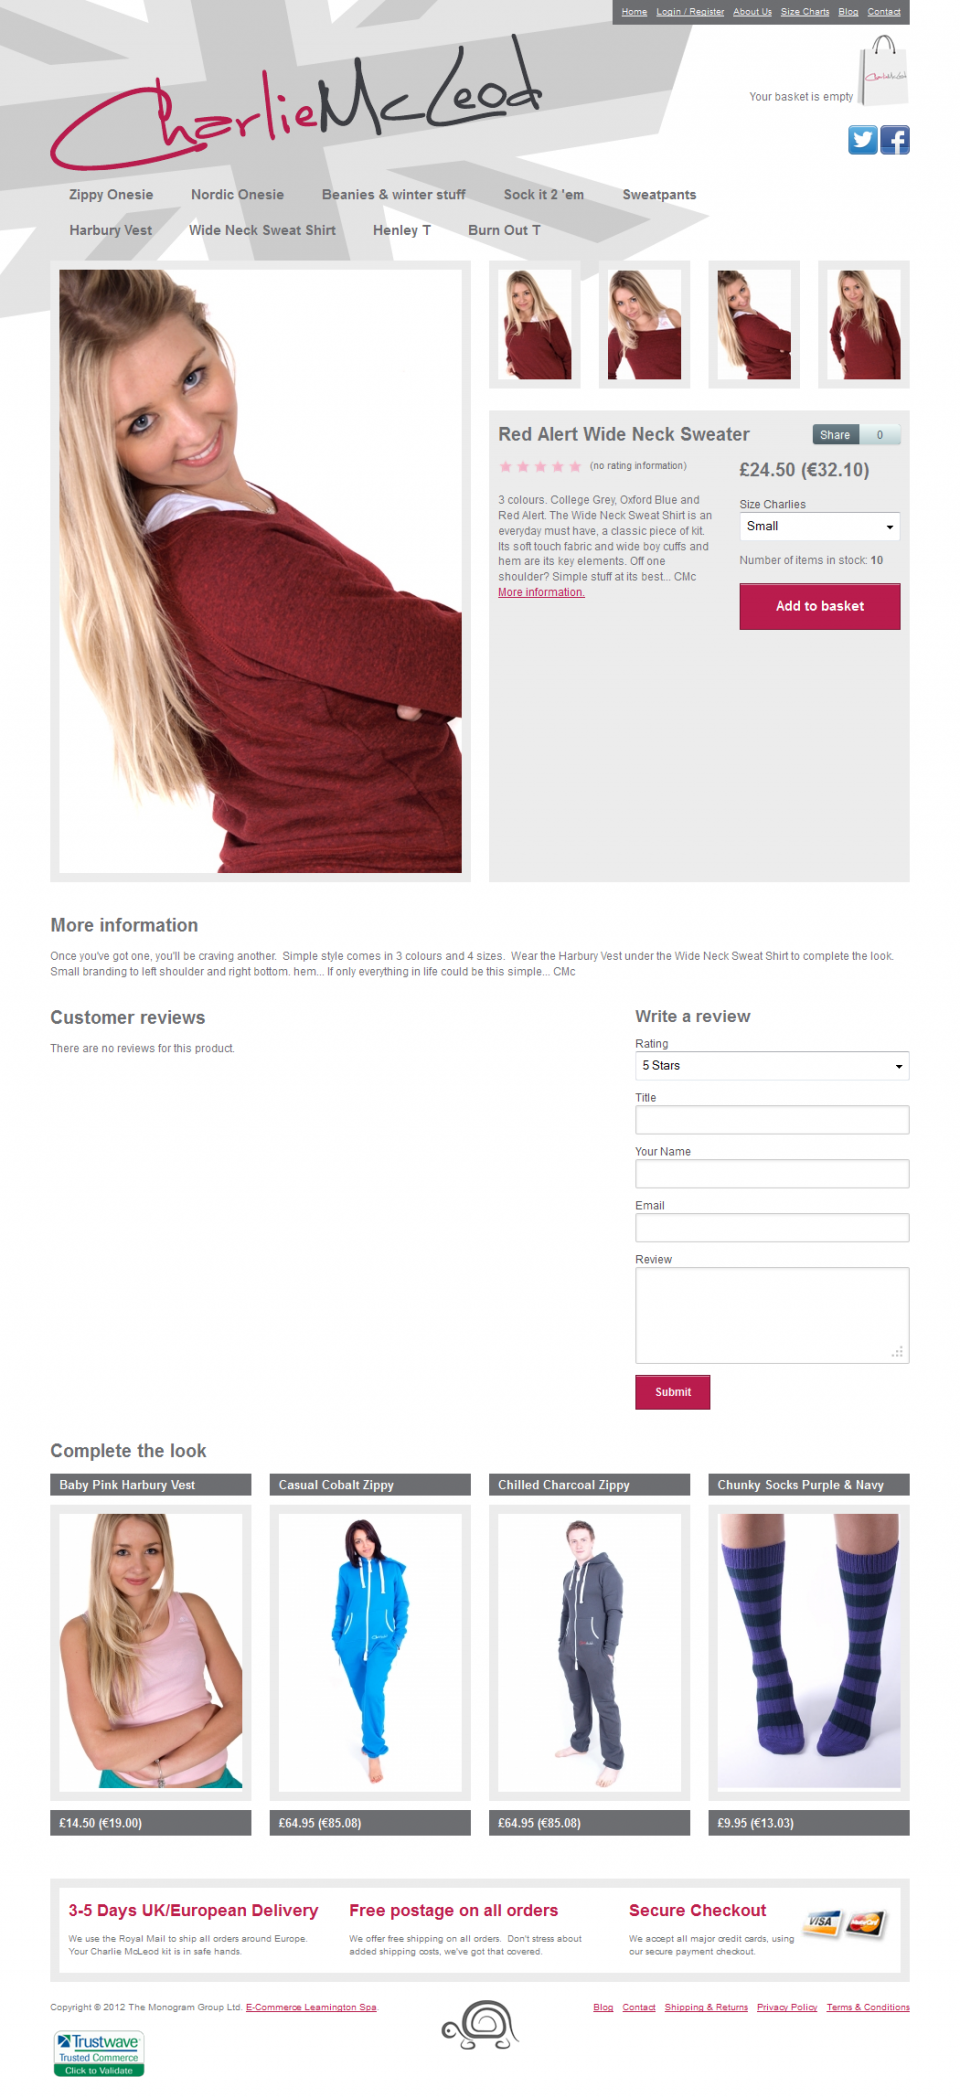 Home Login / Register About Us Size Charts Blog Contact
CharlieMcLeod
Your basket is empty
Zippy Onesie Nordic Onesie Beanies & winter stuff Sock it 2 'em Sweatpants
Harbury Vest Wide Neck Sweat Shirt Henley T Burn Out T
Red Alert Wide Neck Sweater
Share 0
(no rating information)
£24.50 (€32.10)
3 colours. College Grey, Oxford Blue and
Red Alert. The Wide Neck Sweat Shirt is an
everyday must have, a classic piece of kit.
Its soft touch fabric and wide boy cuffs and
hem are its key elements. Off one
shoulder? Simple stuff at its best... CMc
More information.
Size Charlies
Small
Number of items in stock: 10
Add to basket
More information
Once you've got one, you'll be craving another. Simple style comes in 3 colours and 4 sizes. Wear the Harbury Vest under the Wide Neck Sweat Shirt to complete the look.
Small branding to left shoulder and right bottom. hem... If only everything in life could be this simple... CMc
Customer reviews
There are no reviews for this product.
Write a review
Rating
5 Stars
Title
Your Name
Email
Review
Submit
Complete the look
Baby Pink Harbury Vest
Casual Cobalt Zippy
Chilled Charcoal Zippy
Chunky Socks Purple & Navy
£14.50 (€19.00)
£64.95 (€85.08)
£64.95 (€85.08)
£9.95 (€13.03)
3-5 Days UK/European Delivery
We use the Royal Mail to ship all orders around Europe.
Your Charlie McLeod kit is in safe hands.
Free postage on all orders
We offer free shipping on all orders. Don't stress about
added shipping costs, we've got that covered.
Secure Checkout
We accept all major credit cards, using
our secure payment checkout.
VISA
MasterCard
Copyright © 2012 The Monogram Group Ltd. E-Commerce Leamington Spa.
Blog Contact Shipping & Returns Privacy Policy Terms & Conditions
Trustwave
Trusted Commerce
Click to Validate